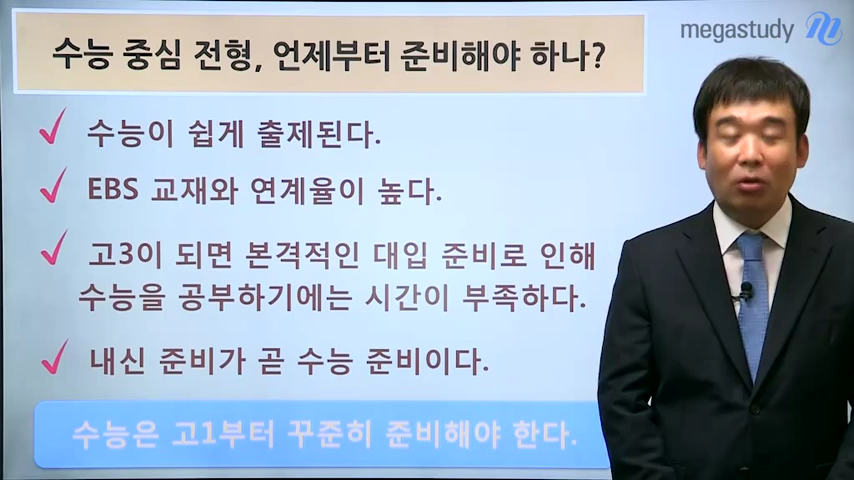 megastudy
수능 중심 전형, 언제부터 준비해야 하나?
수능이 쉽게 출제된다.
EBS 교재와 연계율이 높다.
고3이 되면 본격적인 대입 준비로 인해
수능을 공부하기에는 시간이 부족하다.
내신 준비가 곧 수능 준비이다.
수능은 고1부터 꾸준히 준비해야 한다.